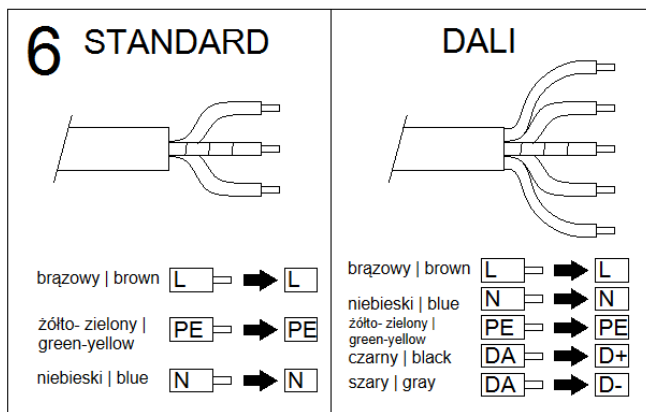 6 STANDARD
brązowy | brown L L
żółto- zielony |
green-yellow PE PE
niebieski | blue N N
DALI
brązowy | brown L L
niebieski | blue N N
żółto- zielony |
green-yellow PE PE
czarny | black DA D+
szary | gray DA D-